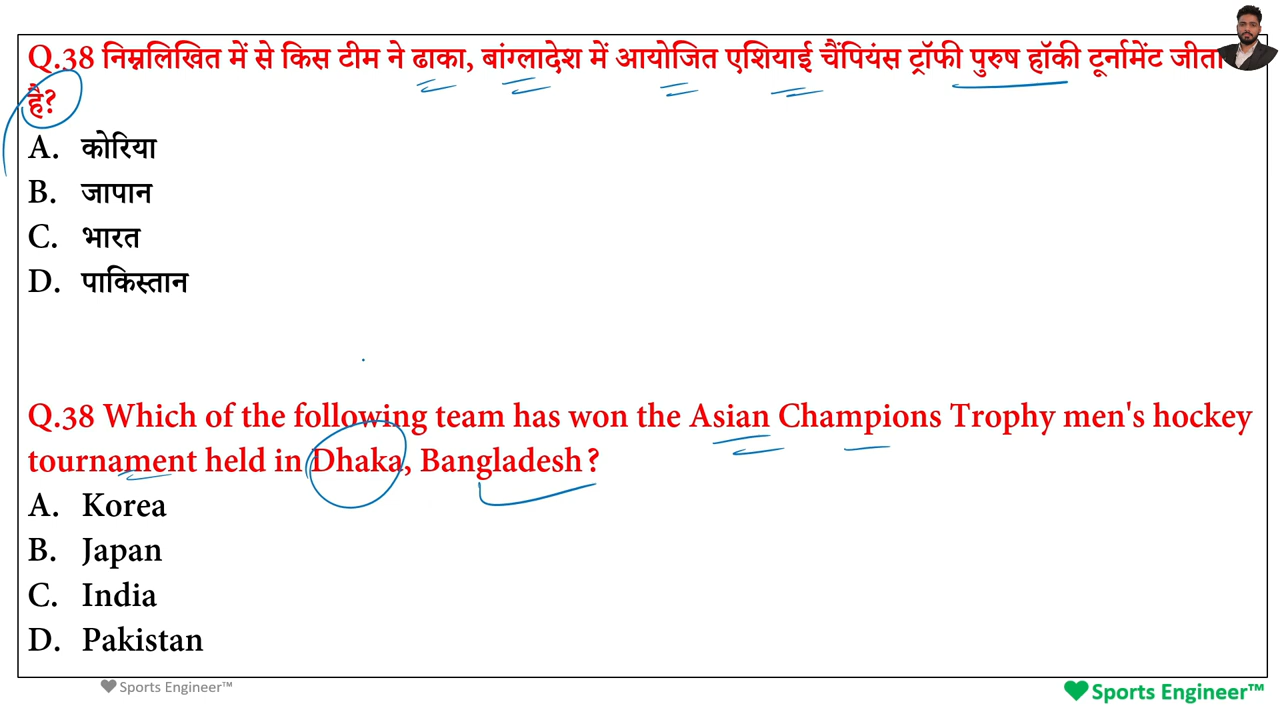 Q.38 निम्नलिखित में से किस टीम ने ढाका, बांग्लादेश में आयोजित एशियाई चैंपियंस ट्रॉफी पुरुष हॉकी टूर्नामेंट जीता
है?
A. कोरिया
B. जापान
C. भारत
D. पाकिस्तान
Q.38 Which of the following team has won the Asian Champions Trophy men's hockey
tournament held in Dhaka, Bangladesh?
A. Korea
B. Japan
C. India
D. Pakistan
Sports Engineer™
Sports Engineer™